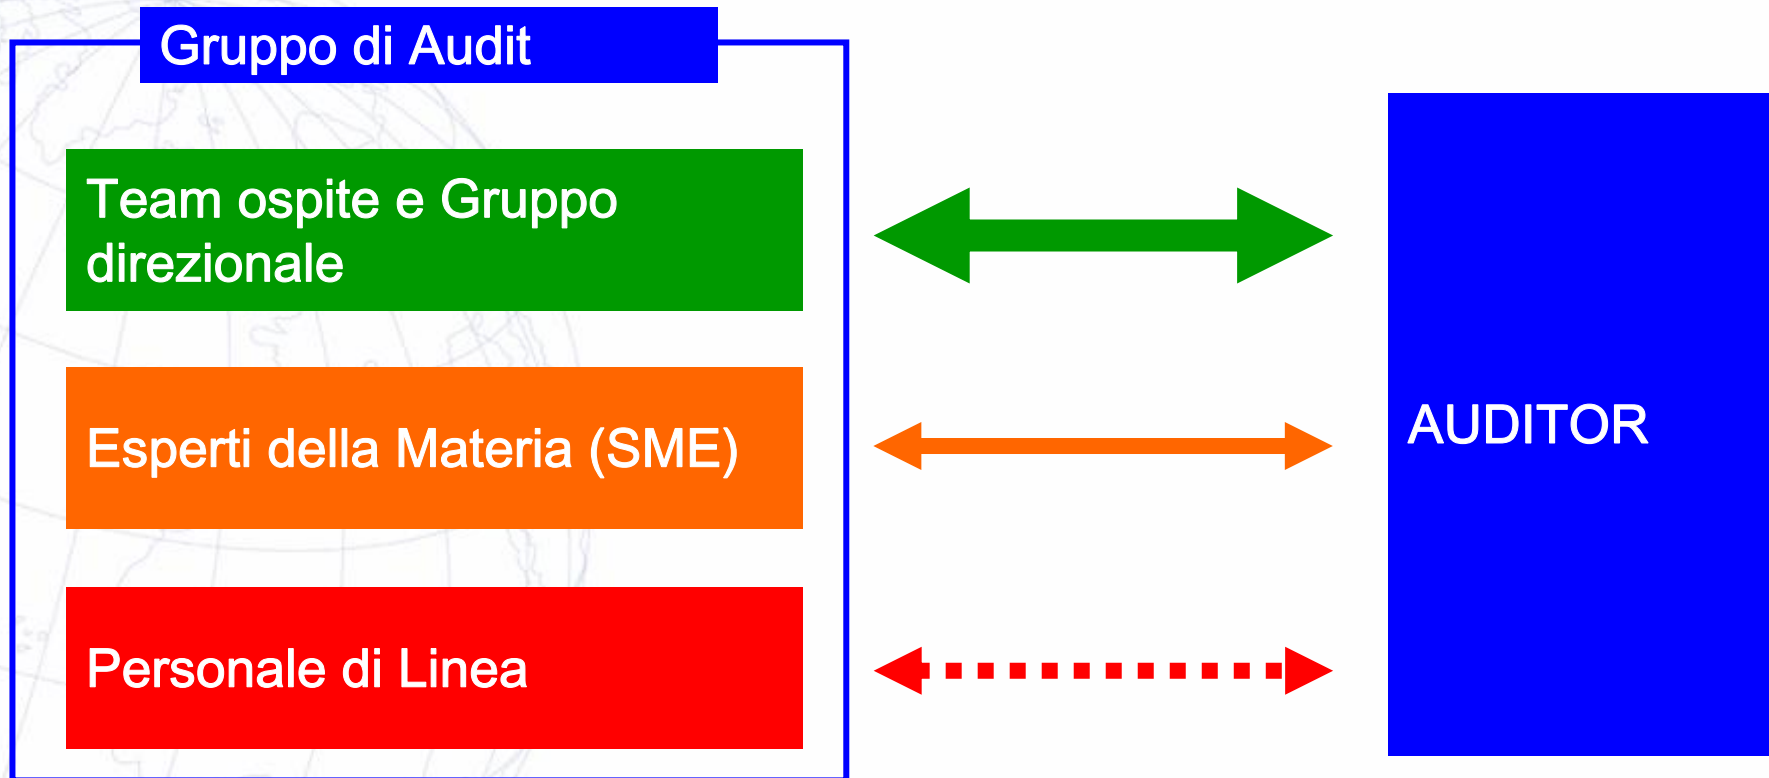 Gruppo di Audit
Team ospite e Gruppo
direzionale
Esperti della Materia (SME)
Personale di Linea
AUDITOR